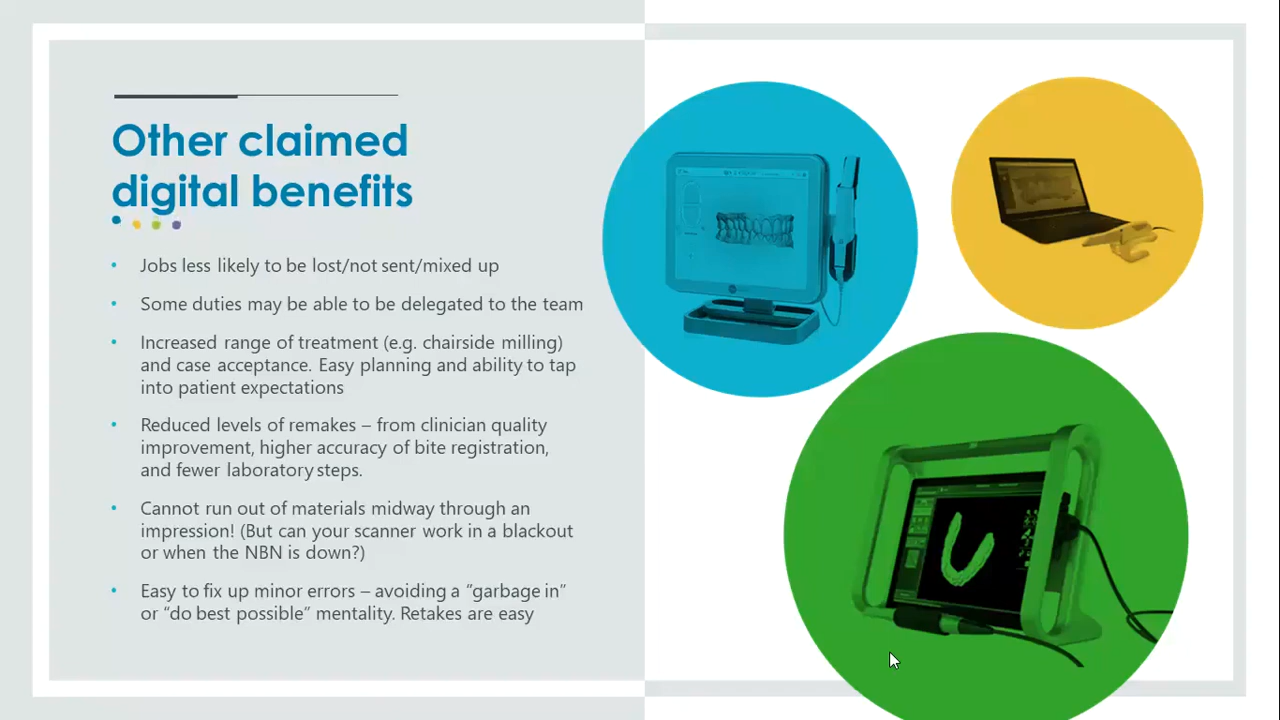 Other claimed
digital benefits
• Jobs less likely to be lost/not sent/mixed up
• Some duties may be able to be delegated to the team
• Increased range of treatment (e.g. chairside milling)
and case acceptance. Easy planning and ability to tap
into patient expectations
• Reduced levels of remakes – from clinician quality
improvement, higher accuracy of bite registration,
and fewer laboratory steps.
• Cannot run out of materials midway through an
impression! (But can your scanner work in a blackout
or when the NBN is down?)
• Easy to fix up minor errors – avoiding a “garbage in”
or “do best possible” mentality. Retakes are easy